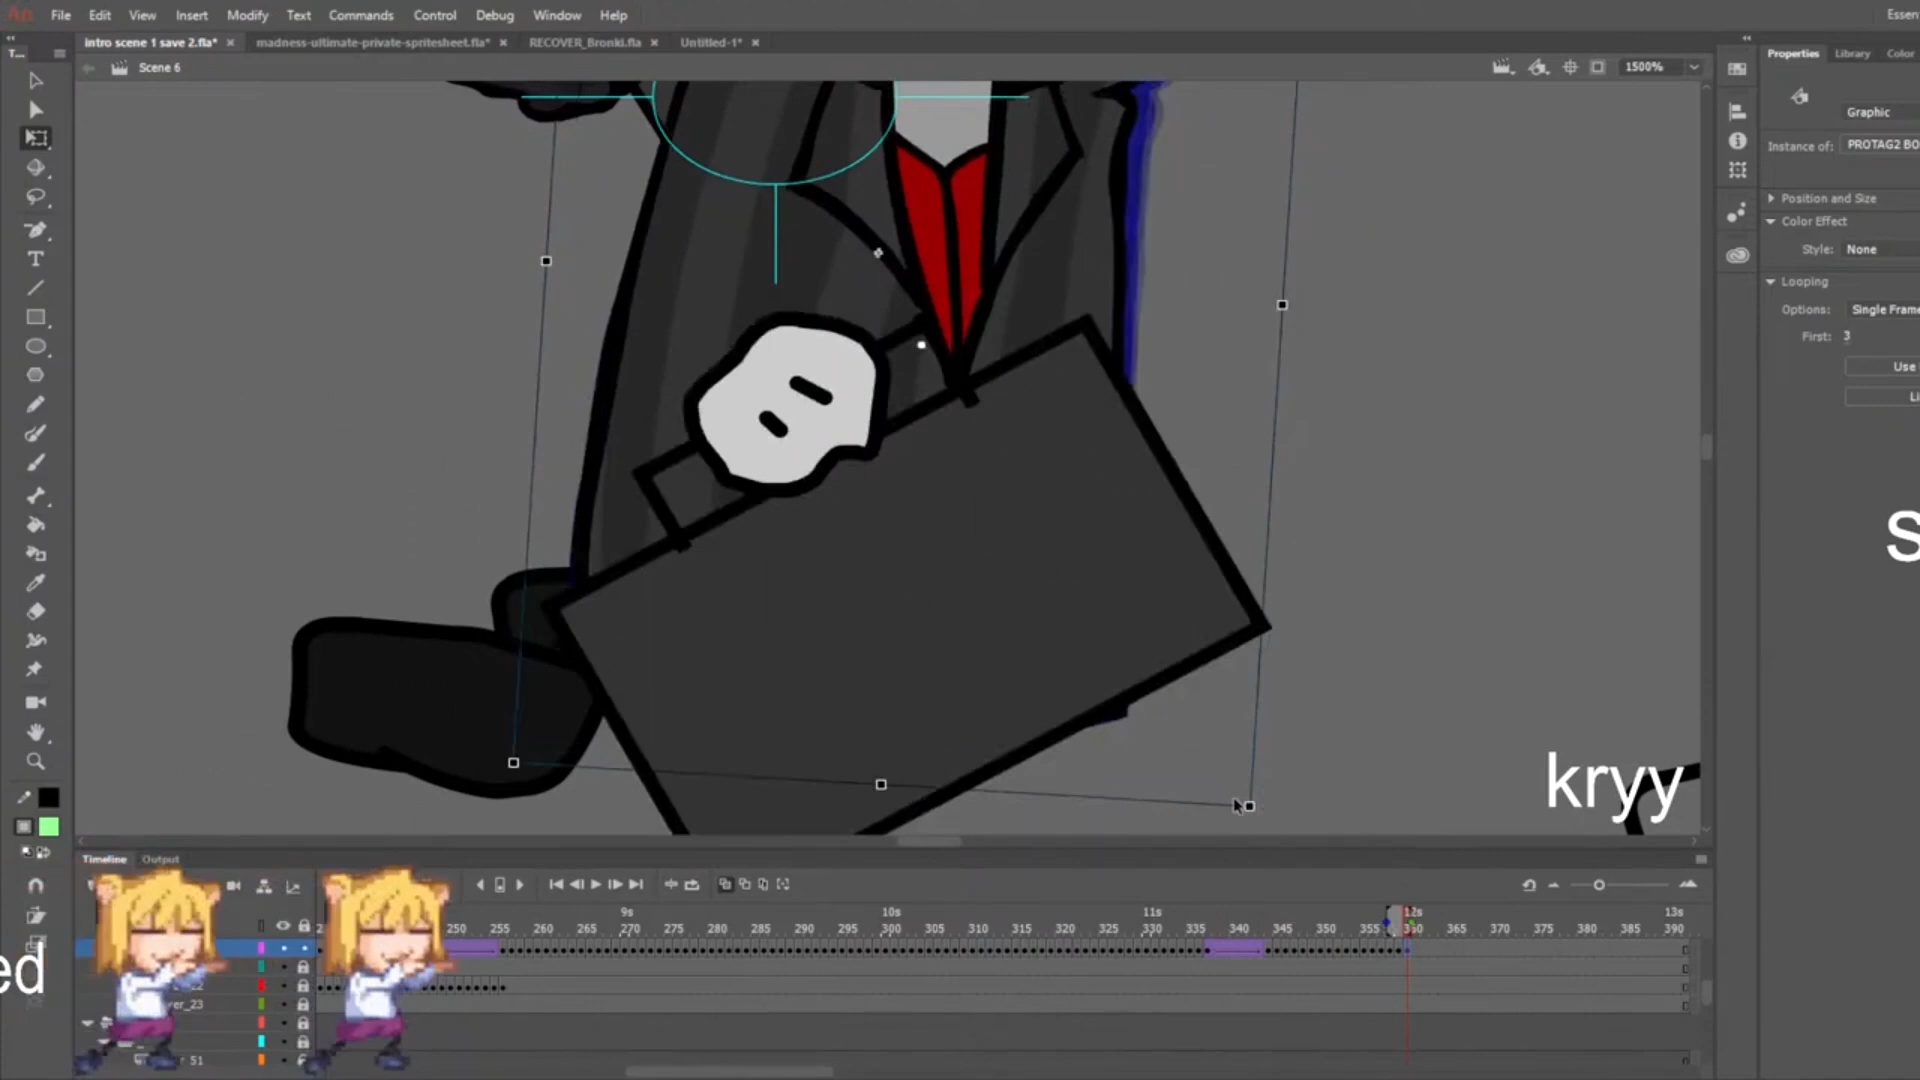 An File Edit View Insert Modify Text Commands Control Debug Window Help Essen
intro scene 1 save 2.fla* × madness-ultimate-private-spritesheet.fla* × RECOVER_Bronki.fla × Untitled-1* ×
T... Properties Library Color
Scene 6 1500%
Graphic
Instance of: PROTAG2 BO
Position and Size
Color Effect
Style: None
Looping
Options: Single Frame
First: 3
Use
Li
S
kryy
Timeline Output
9s 10s 11s 12s 13s
250 255 260 265 270 275 280 285 290 295 300 305 310 315 320 325 330 335 340 345 350 355 360 365 370 375 380 385 390
ed
er_23
51